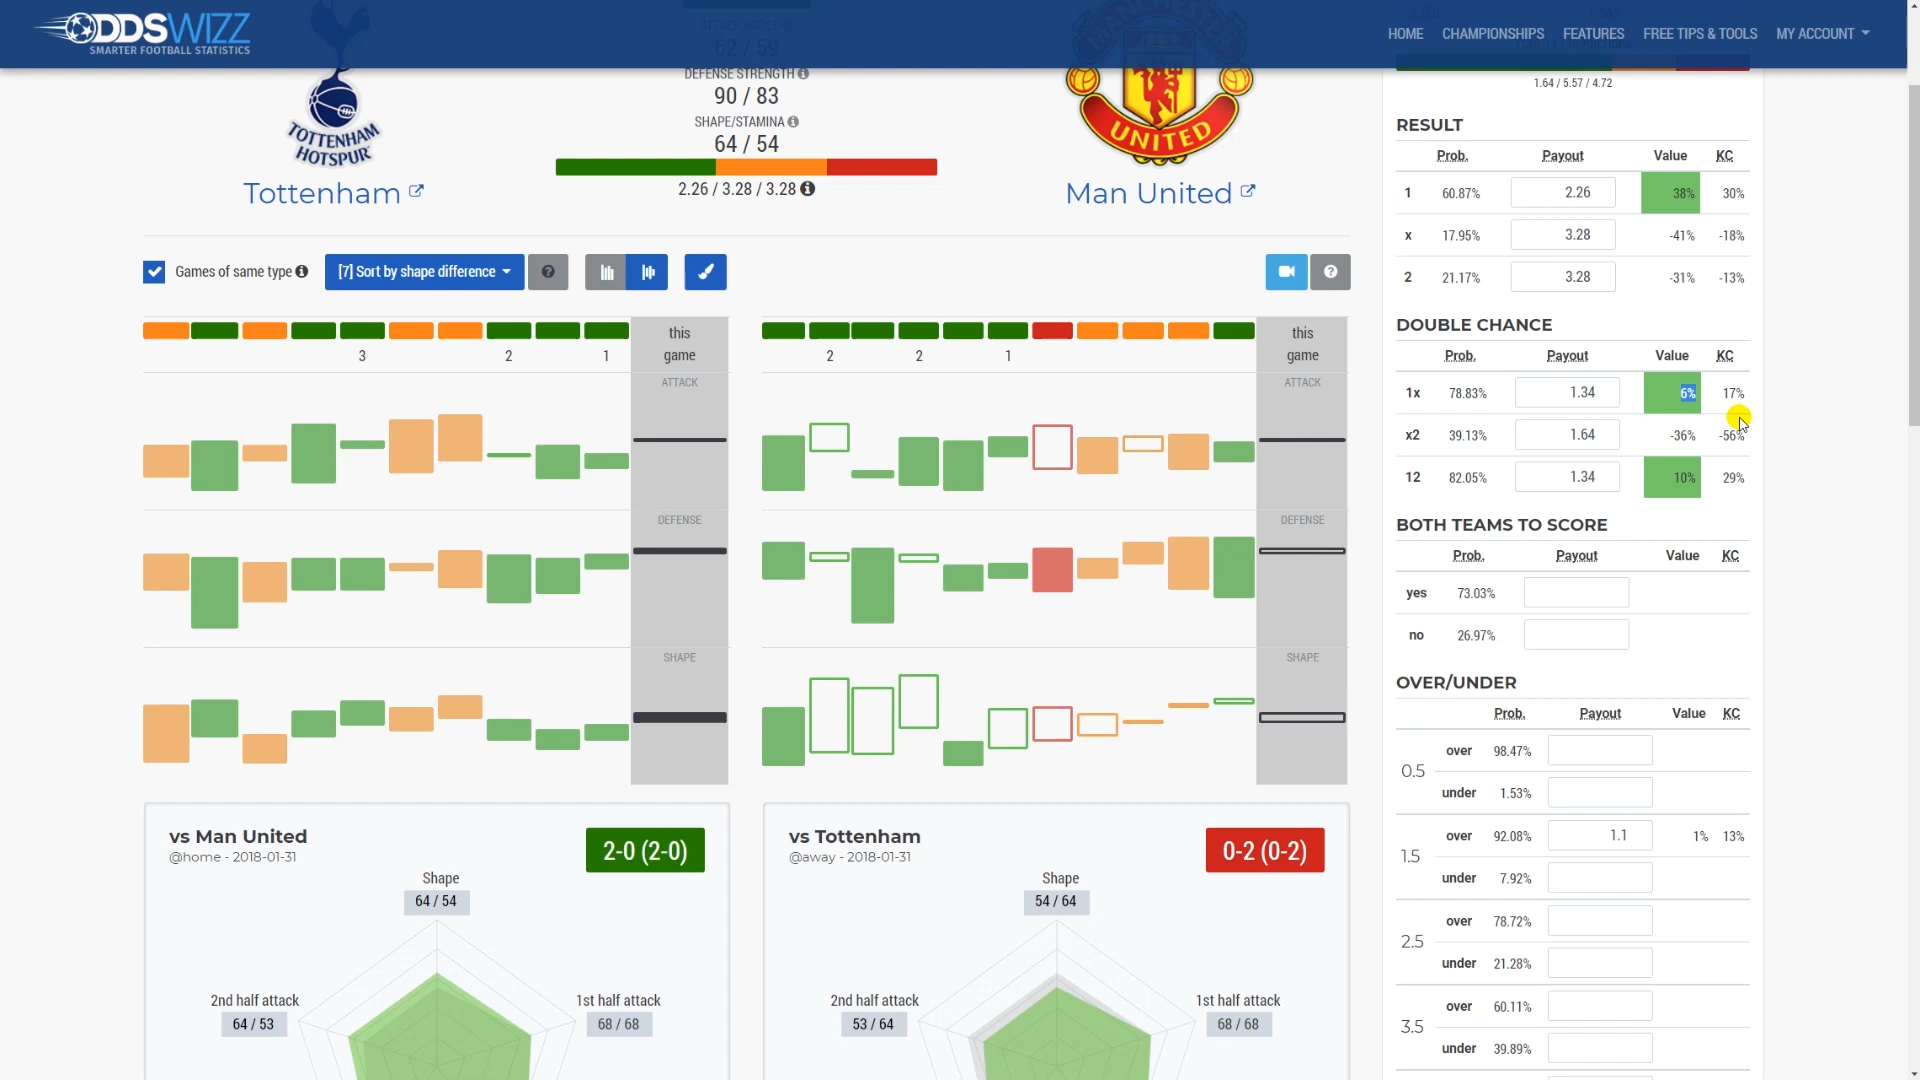 ODDSWIZZ
SMARTER FOOTBALL STATISTICS
HOME
CHAMPIONSHIPS
FEATURES
FREE TIPS & TOOLS
MY ACCOUNT
TOTTENHAM
HOTSPUR
Tottenham
62 / 59
DEFENSE STRENGTH
90 / 83
SHAPE/STAMINA
64 / 54
2.26 / 3.28 / 3.28
MANCHESTER
UNITED
Man United
Games of same type
[7] Sort by shape difference
3
2
1
this
game
ATTACK
DEFENSE
SHAPE
2
2
1
this
game
ATTACK
DEFENSE
SHAPE
vs Man United
@home - 2018-01-31
2-0 (2-0)
Shape
64 / 54
2nd half attack
64 / 53
1st half attack
68 / 68
vs Tottenham
@away - 2018-01-31
0-2 (0-2)
Shape
54 / 64
2nd half attack
53 / 64
1st half attack
68 / 68
1.64 / 5.57 / 4.72
RESULT
Prob. Payout Value KC
1 60.87% 2.26 38% 30%
x 17.95% 3.28 -41% -18%
2 21.17% 3.28 -31% -13%
DOUBLE CHANCE
Prob. Payout Value KC
1x 78.83% 1.34 6% 17%
x2 39.13% 1.64 -36% -56%
12 82.05% 1.34 10% 29%
BOTH TEAMS TO SCORE
Prob. Payout Value KC
yes 73.03%
no 26.97%
OVER/UNDER
Prob. Payout Value KC
0.5
over 98.47%
under 1.53%
1.5
over 92.08% 1.1 1% 13%
under 7.92%
2.5
over 78.72%
under 21.28%
3.5
over 60.11%
under 39.89%